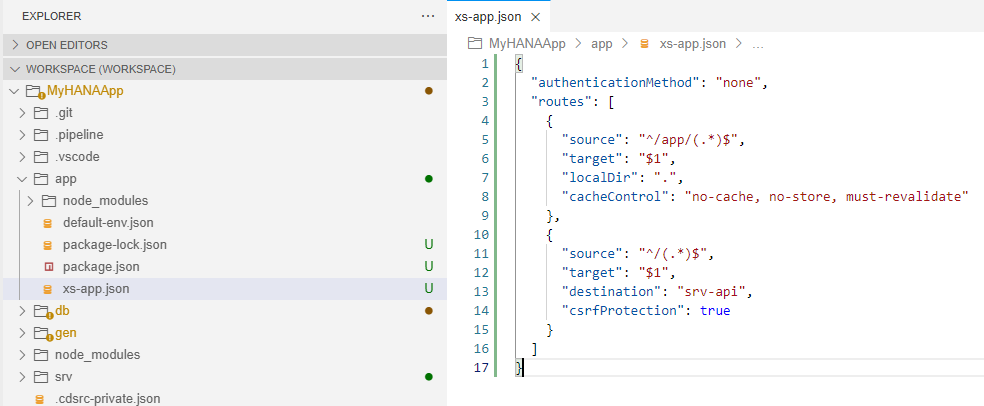 EXPLORER
OPEN EDITORS
WORKSPACE (WORKSPACE)
MyHANAApp
.git
.pipeline
.vscode
app
node_modules
default-env.json
package-lock.json U
package.json U
xs-app.json U
db
gen
node_modules
srv
.cdsrc-private.json
xs-app.json
MyHANAApp > app > xs-app.json > ...
1 {
2   "authenticationMethod": "none",
3   "routes": [
4     {
5       "source": "^/app/(.*)$",
6       "target": "$1",
7       "localDir": ".",
8       "cacheControl": "no-cache, no-store, must-revalidate"
9     },
10     {
11       "source": "^/(.*)$",
12       "target": "$1",
13       "destination": "srv-api",
14       "csrfProtection": true
15     }
16   ]
17 }